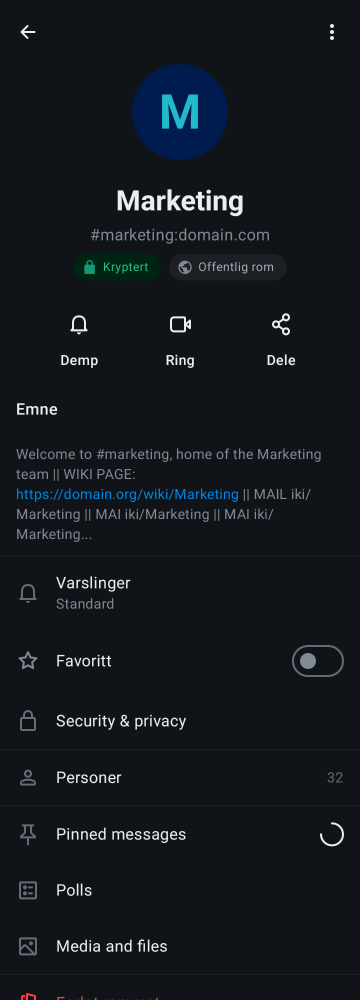 M
Marketing
#marketing:domain.com
Kryptert
Offentlig rom
Demp
Ring
Dele
Emne
Welcome to #marketing, home of the Marketing
team || WIKI PAGE:
https://domain.org/wiki/Marketing || MAIL iki/
Marketing || MAI iki/Marketing || MAI iki/
Marketing...
Varslinger
Standard
Favoritt
Security & privacy
Personer
32
Pinned messages
Polls
Media and files